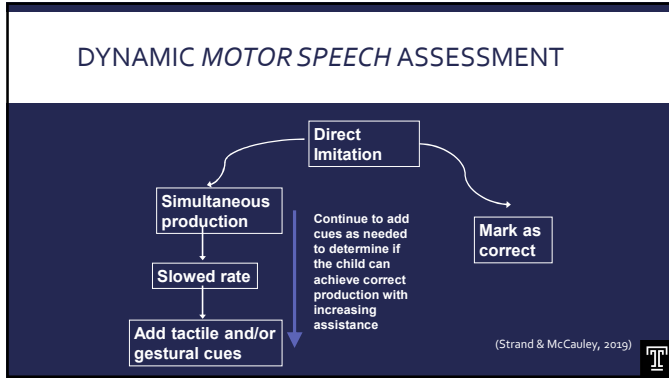 DYNAMIC MOTOR SPEECH ASSESSMENT
Direct
Imitation
Simultaneous
production
Slowed rate
Add tactile and/or
gestural cues
Continue to add
cues as needed
to determine if
the child can
achieve correct
production with
increasing
assistance
Mark as
correct
(Strand & McCauley, 2019)
T